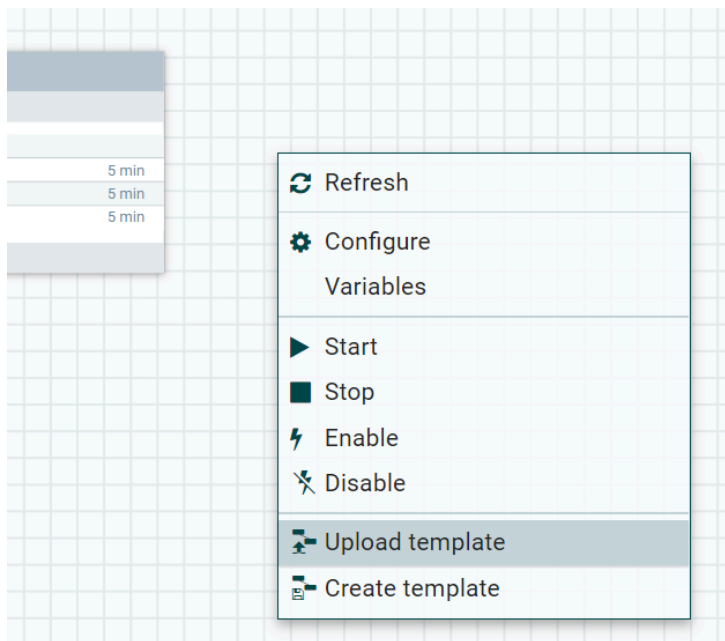 5 min
5 min
5 min
Refresh
Configure
Variables
Start
Stop
Enable
Disable
Upload template
Create template